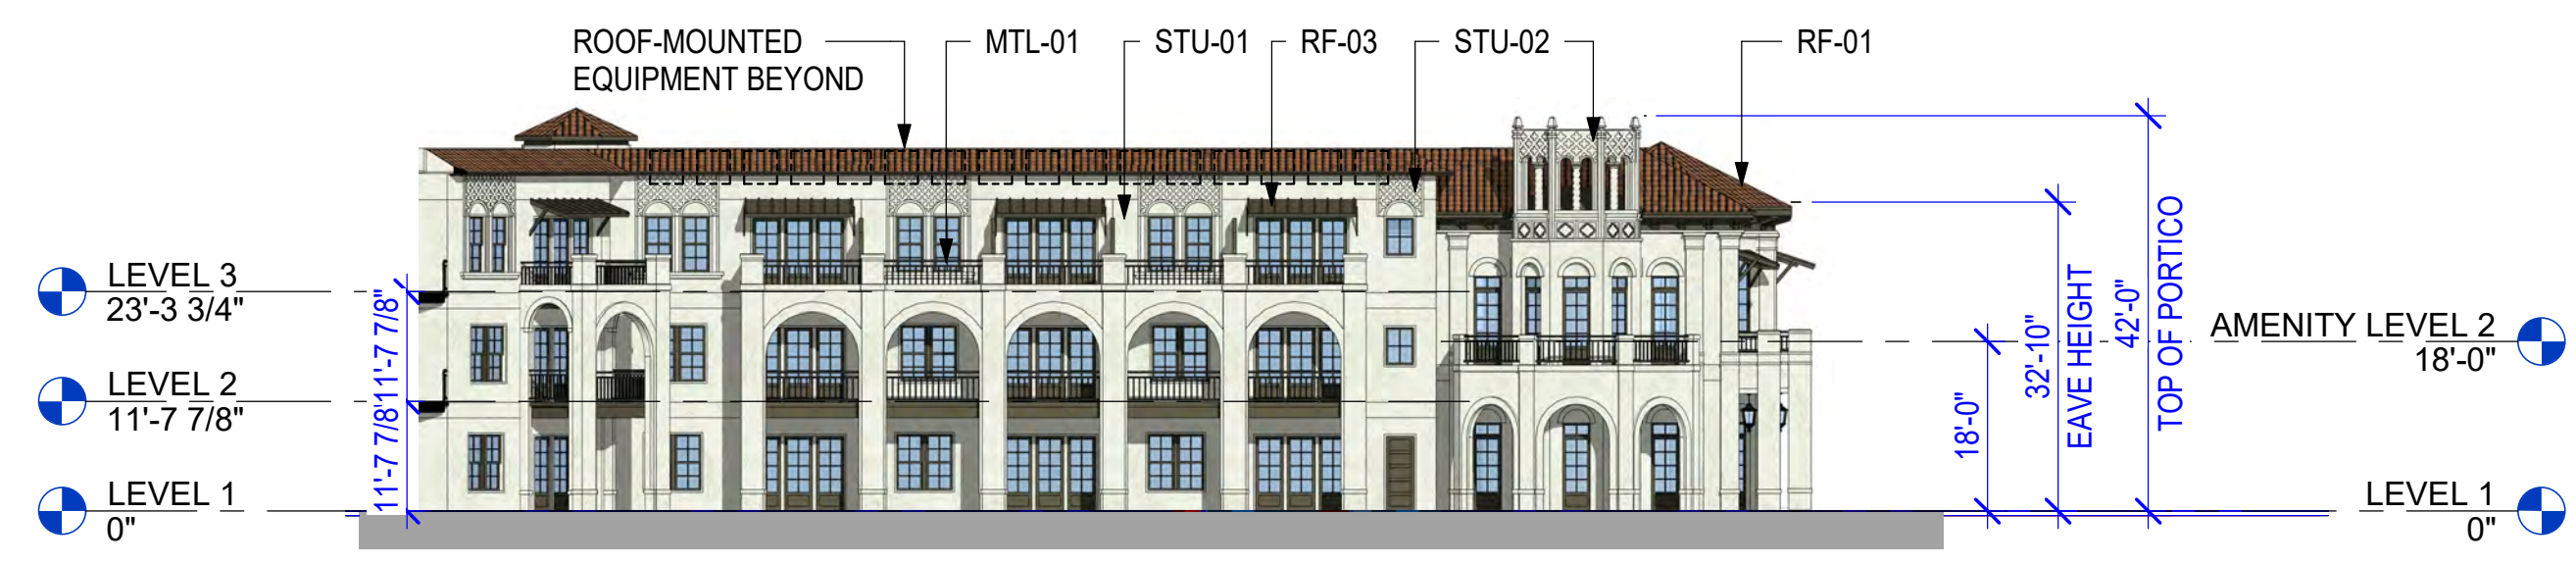 ROOF-MOUNTED
EQUIPMENT BEYOND
MTL-01
STU-01
RF-03
STU-02
RF-01
LEVEL 3
23'-3 3/4"
LEVEL 2
11'-7 7/8"
LEVEL 1
0"
11'-7 7/8"
11'-7 7/8"
18'-0"
32'-10"
EAVE HEIGHT
42'-0"
TOP OF PORTICO
AMENITY LEVEL 2
18'-0"
LEVEL 1
0"